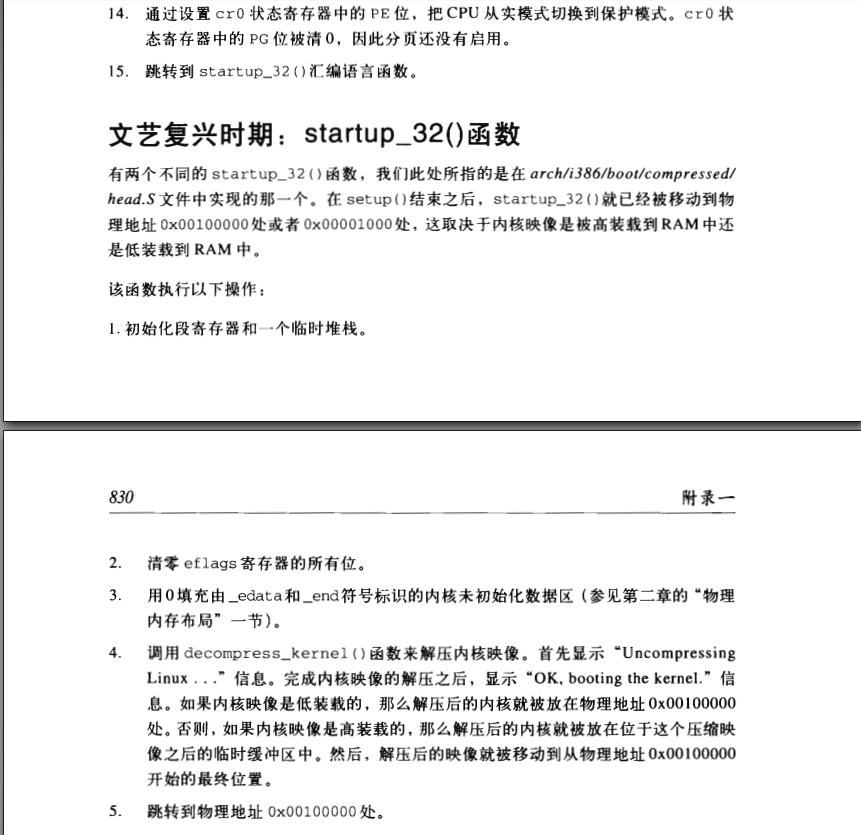 14. 通过设置 cr0 状态寄存器中的 PE 位，把 CPU 从实模式切换到保护模式。cr0 状
态寄存器中的 PG 位被清 0，因此分页还没有启用。
15. 跳转到 startup_32()汇编语言函数。
文艺复兴时期：startup_32()函数
有两个不同的 startup_32()函数，我们此处所指的是在 arch/i386/boot/compressed/
head.S 文件中实现的那一个。在 setup()结束之后，startup_32()就已经被移动到物
理地址 0x00100000 处或者 0x00001000 处，这取决于内核映像是被高装载到 RAM 中还
是低装载到 RAM 中。
该函数执行以下操作：
1. 初始化段寄存器和一个临时堆栈。
830 附录一
2. 清零 eflags 寄存器的所有位。
3. 用 0 填充由 _edata 和 _end 符号标识的内核未初始化数据区（参见第二章的“物理
内存布局”一节）。
4. 调用 decompress_kernel()函数来解压内核映像。首先显示“Uncompressing
Linux . . .”信息。完成内核映像的解压之后，显示“OK, booting the kernel.”信
息。如果内核映像是低装载的，那么解压后的内核就被放在物理地址 0x00100000
处。否则，如果内核映像是高装载的，那么解压后的内核就被放在位于这个压缩映
像之后的临时缓冲区中。然后，解压后的映像就被移动到从物理地址 0x00100000
开始的最终位置。
5. 跳转到物理地址 0x00100000 处。